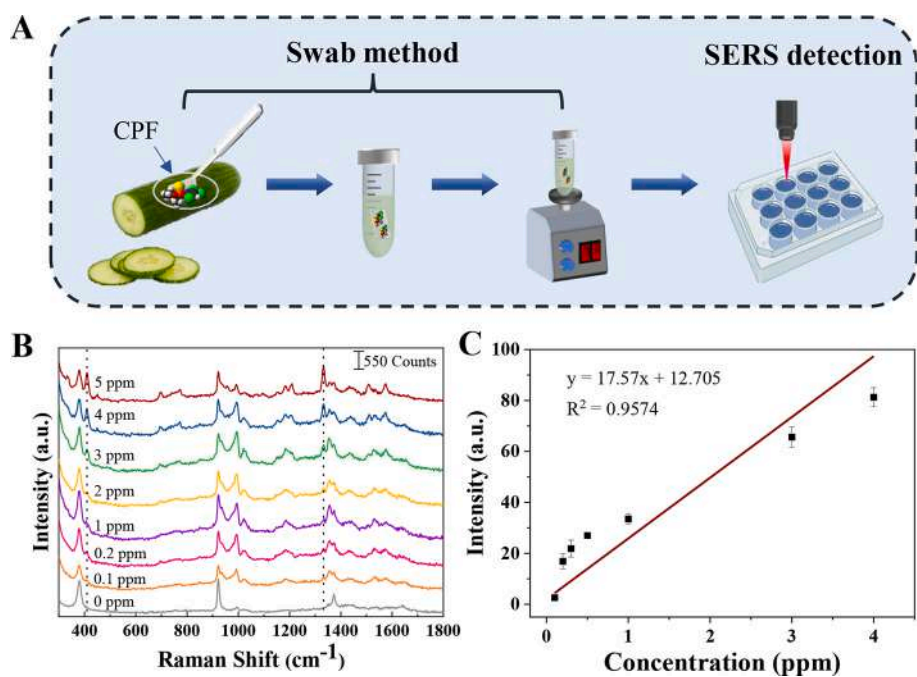 A
Swab method
SERS detection
CPF
B
550 Counts
5 ppm
4 ppm
3 ppm
2 ppm
1 ppm
0.2 ppm
0.1 ppm
0 ppm
Intensity (a.u.)
400 600 800 1000 1200 1400 1600 1800
Raman Shift (cm⁻¹)
C
y = 17.57x + 12.705
R² = 0.9574
100
80
60
40
20
0
Intensity (a.u.)
0 1 2 3 4
Concentration (ppm)